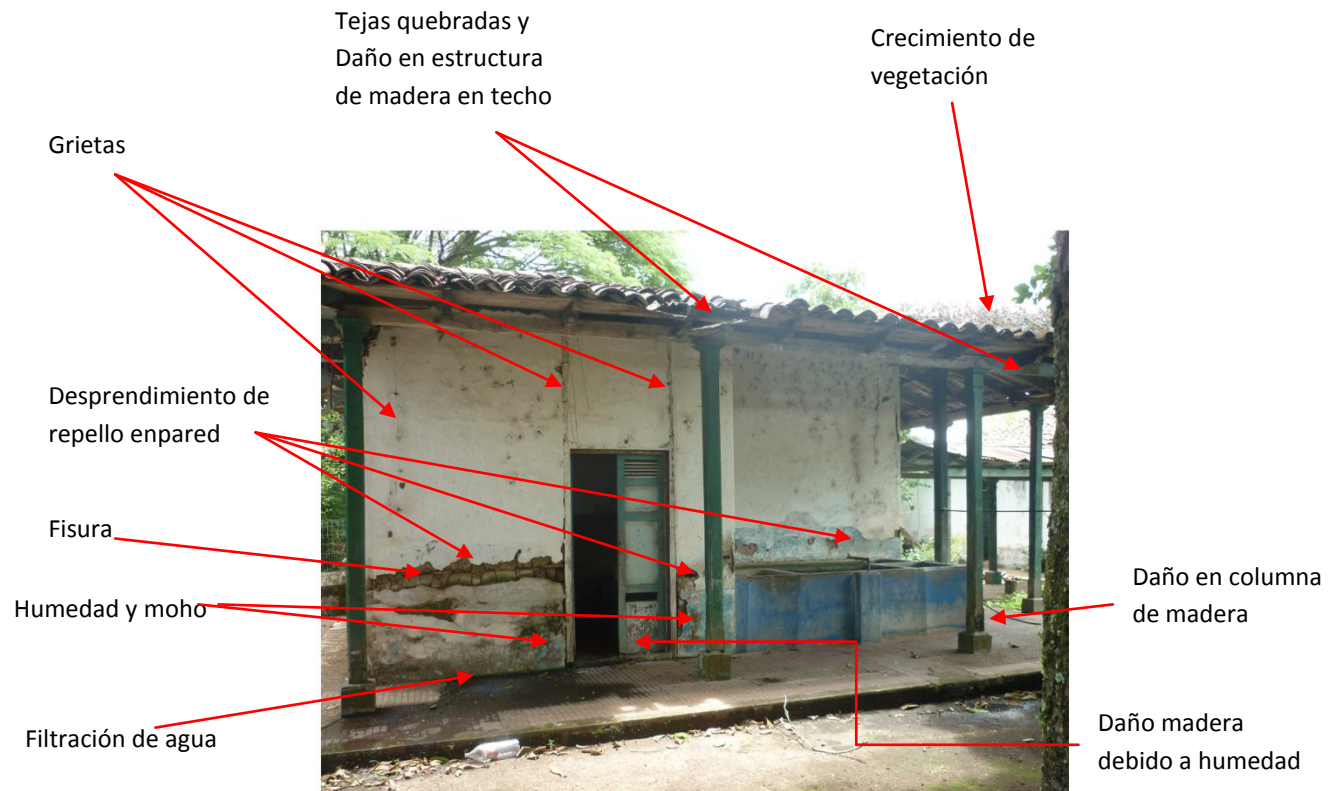 Tejas quebradas y
Daño en estructura
de madera en techo
Crecimiento de
vegetación
Grietas
Desprendimiento de
repello enpared
Fisura
Humedad y moho
Filtración de agua
Daño en columna
de madera
Daño madera
debido a humedad